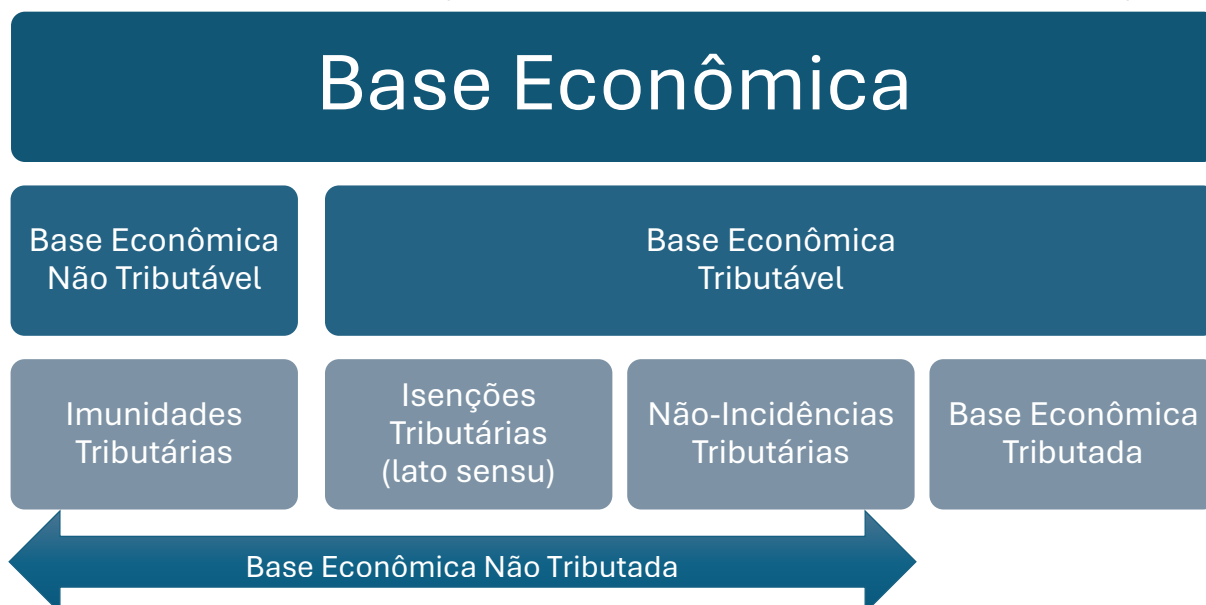 Base Econômica
Base Econômica
Não Tributável
Base Econômica
Tributável
Imunidades
Tributárias
Isenções
Tributárias
(lato sensu)
Não-Incidências
Tributárias
Base Econômica
Tributada
Base Econômica Não Tributada